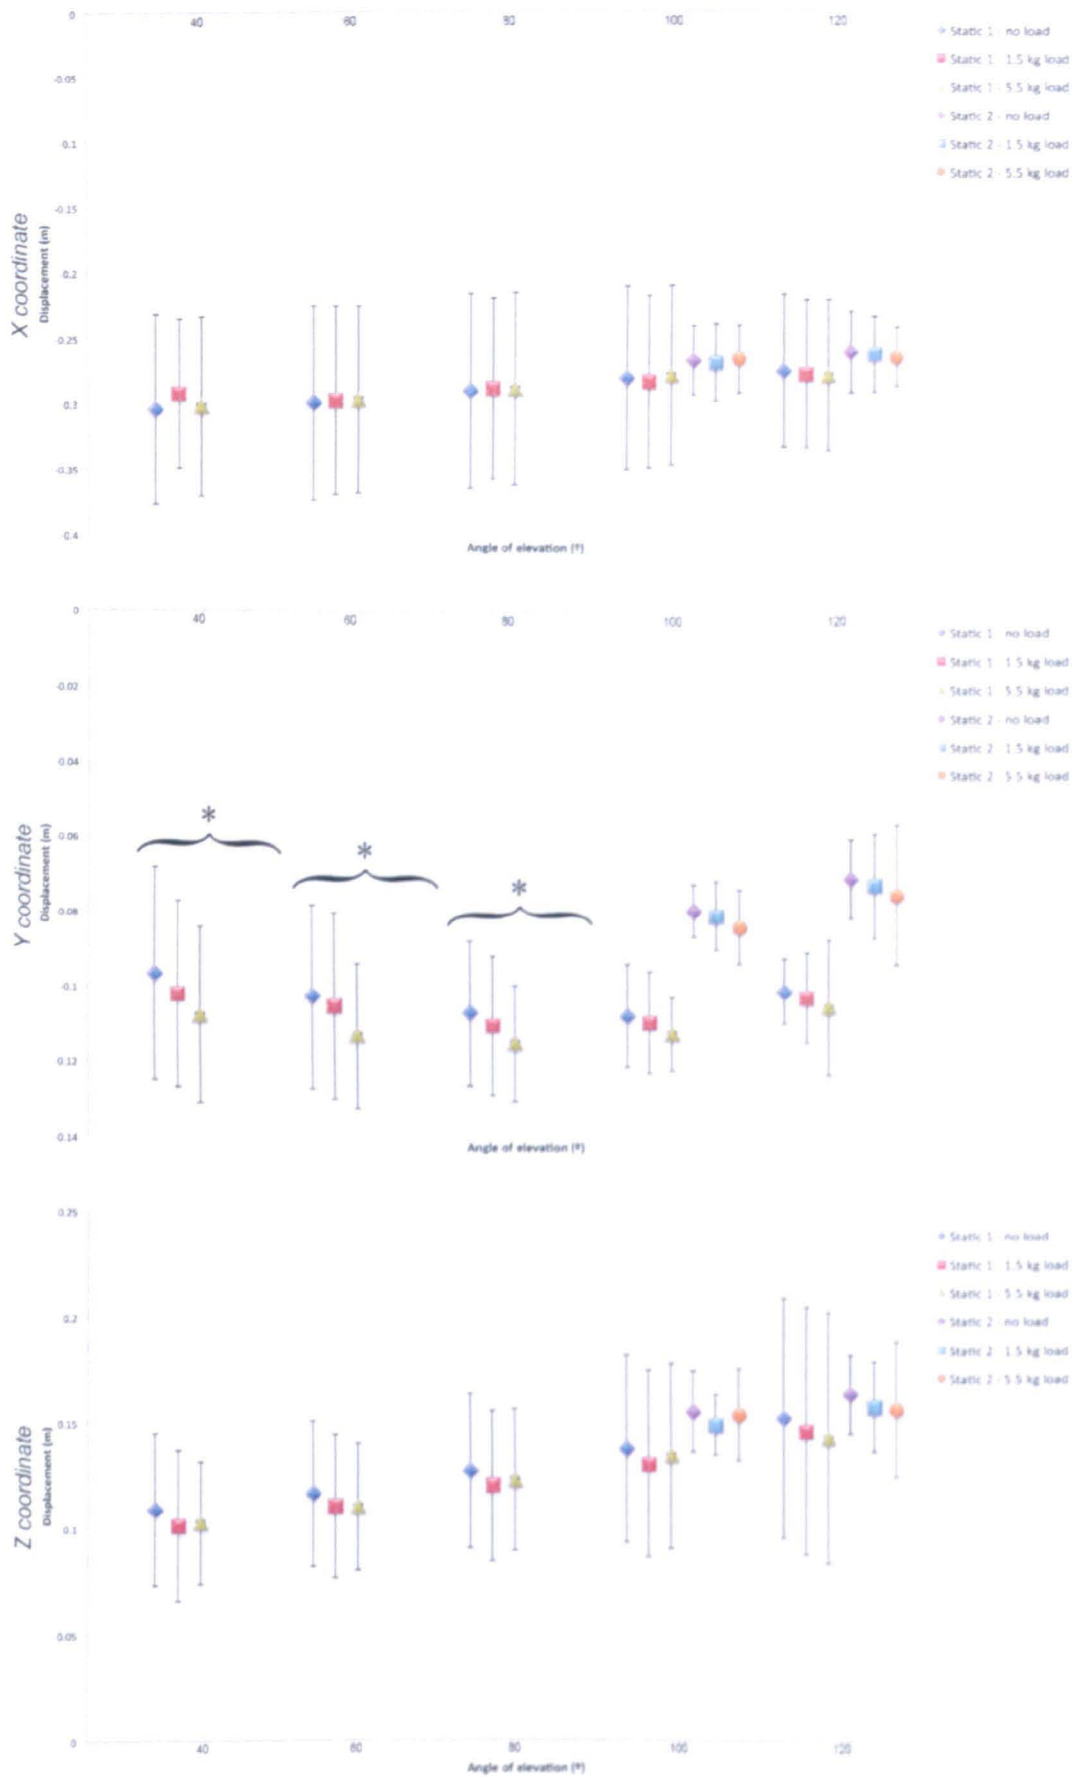 0 40 60 80 100 120
-0.05
-0.1
-0.15
-0.2
-0.25
-0.3
-0.35
-0.4
X coordinate
Displacement (m)
Angle of elevation (º)
Static 1 - no load
Static 1 - 1.5 kg load
Static 1 - 5.5 kg load
Static 2 - no load
Static 2 - 1.5 kg load
Static 2 - 5.5 kg load
0 40 60 80 100 120
-0.02
-0.04
-0.06
-0.08
-0.1
-0.12
-0.14
Y coordinate
Displacement (m)
* * *
Angle of elevation (º)
Static 1 - no load
Static 1 - 1.5 kg load
Static 1 - 5.5 kg load
Static 2 - no load
Static 2 - 1.5 kg load
Static 2 - 5.5 kg load
0.25
0.2
0.15
0.1
0.05
0
Z coordinate
Displacement (m)
40 60 80 100 120
Angle of elevation (º)
Static 1 - no load
Static 1 - 1.5 kg load
Static 1 - 5.5 kg load
Static 2 - no load
Static 2 - 1.5 kg load
Static 2 - 5.5 kg load